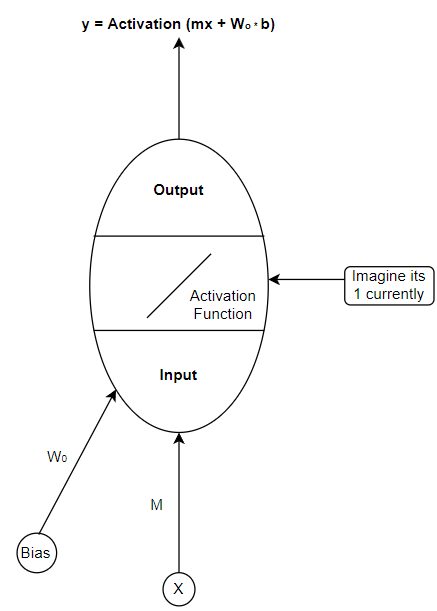 y = Activation (mx + W₀ * b)
Output
Activation
Function
Imagine its
1 currently
Input
W₀
M
Bias
X